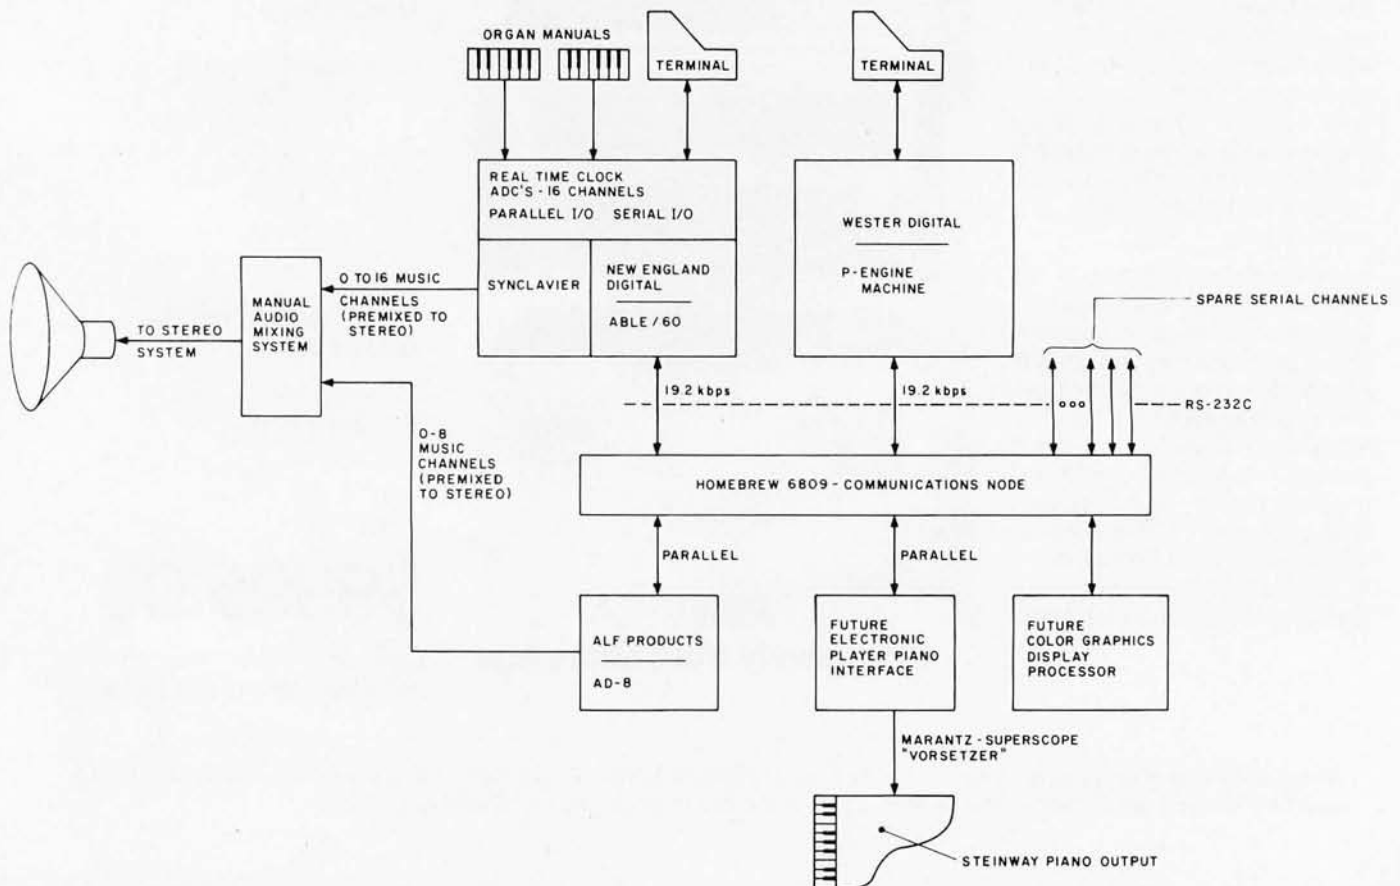 ORGAN MANUALS
TERMINAL
TERMINAL
REAL TIME CLOCK
ADC'S - 16 CHANNELS
PARALLEL I/O SERIAL I/O
SYNCLAVIER
NEW ENGLAND
DIGITAL
ABLE / 60
WESTER DIGITAL
P-ENGINE
MACHINE
SPARE SERIAL CHANNELS
0 TO 16 MUSIC
CHANNELS
(PREMIXED TO
STEREO)
MANUAL
AUDIO
MIXING
SYSTEM
TO STEREO
SYSTEM
19.2 kbps
19.2 kbps
RS-232C
0-8
MUSIC
CHANNELS
(PREMIXED
TO STEREO)
HOMEBREW 6809 - COMMUNICATIONS NODE
PARALLEL
PARALLEL
ALF PRODUCTS
AD-8
FUTURE
ELECTRONIC
PLAYER PIANO
INTERFACE
FUTURE
COLOR GRAPHICS
DISPLAY
PROCESSOR
MARANTZ - SUPERSCOPE
"VORSETZER"
STEINWAY PIANO OUTPUT